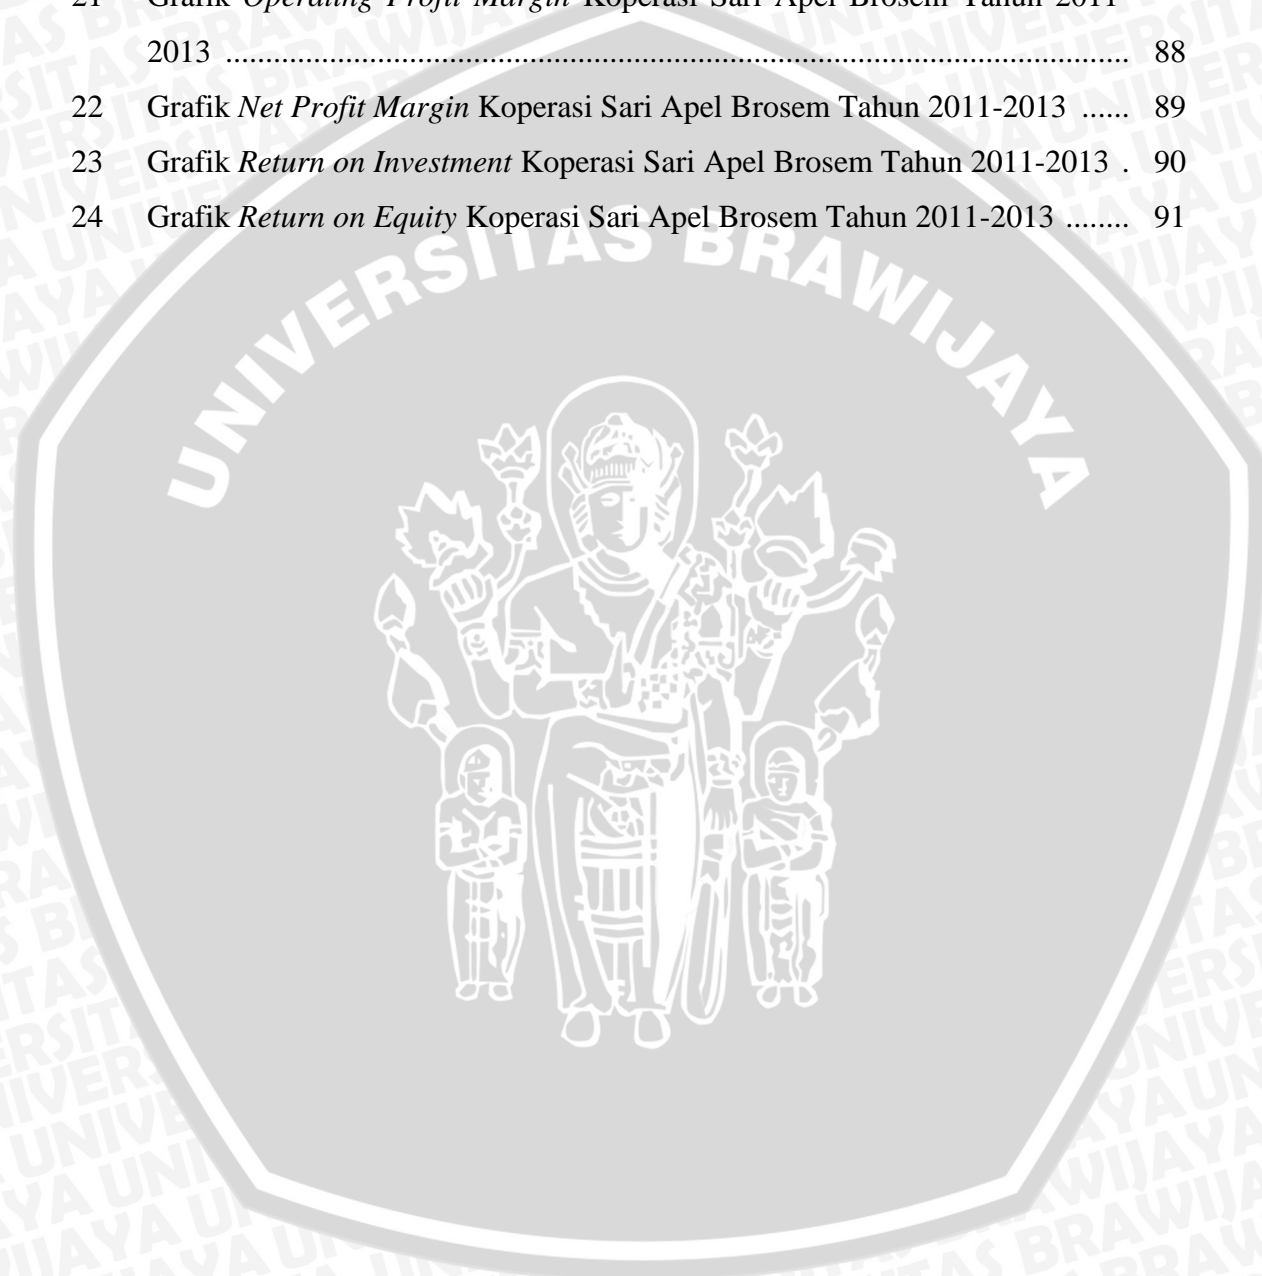 21 Grafik Operating Profit Margin Koperasi Sari Apel Brosem Tahun 2011-
2013 .............................................................................................. 88
22 Grafik Net Profit Margin Koperasi Sari Apel Brosem Tahun 2011-2013 ...... 89
23 Grafik Return on Investment Koperasi Sari Apel Brosem Tahun 2011-2013 . 90
24 Grafik Return on Equity Koperasi Sari Apel Brosem Tahun 2011-2013 ........ 91
UNIVERSITAS BRAWIJAYA